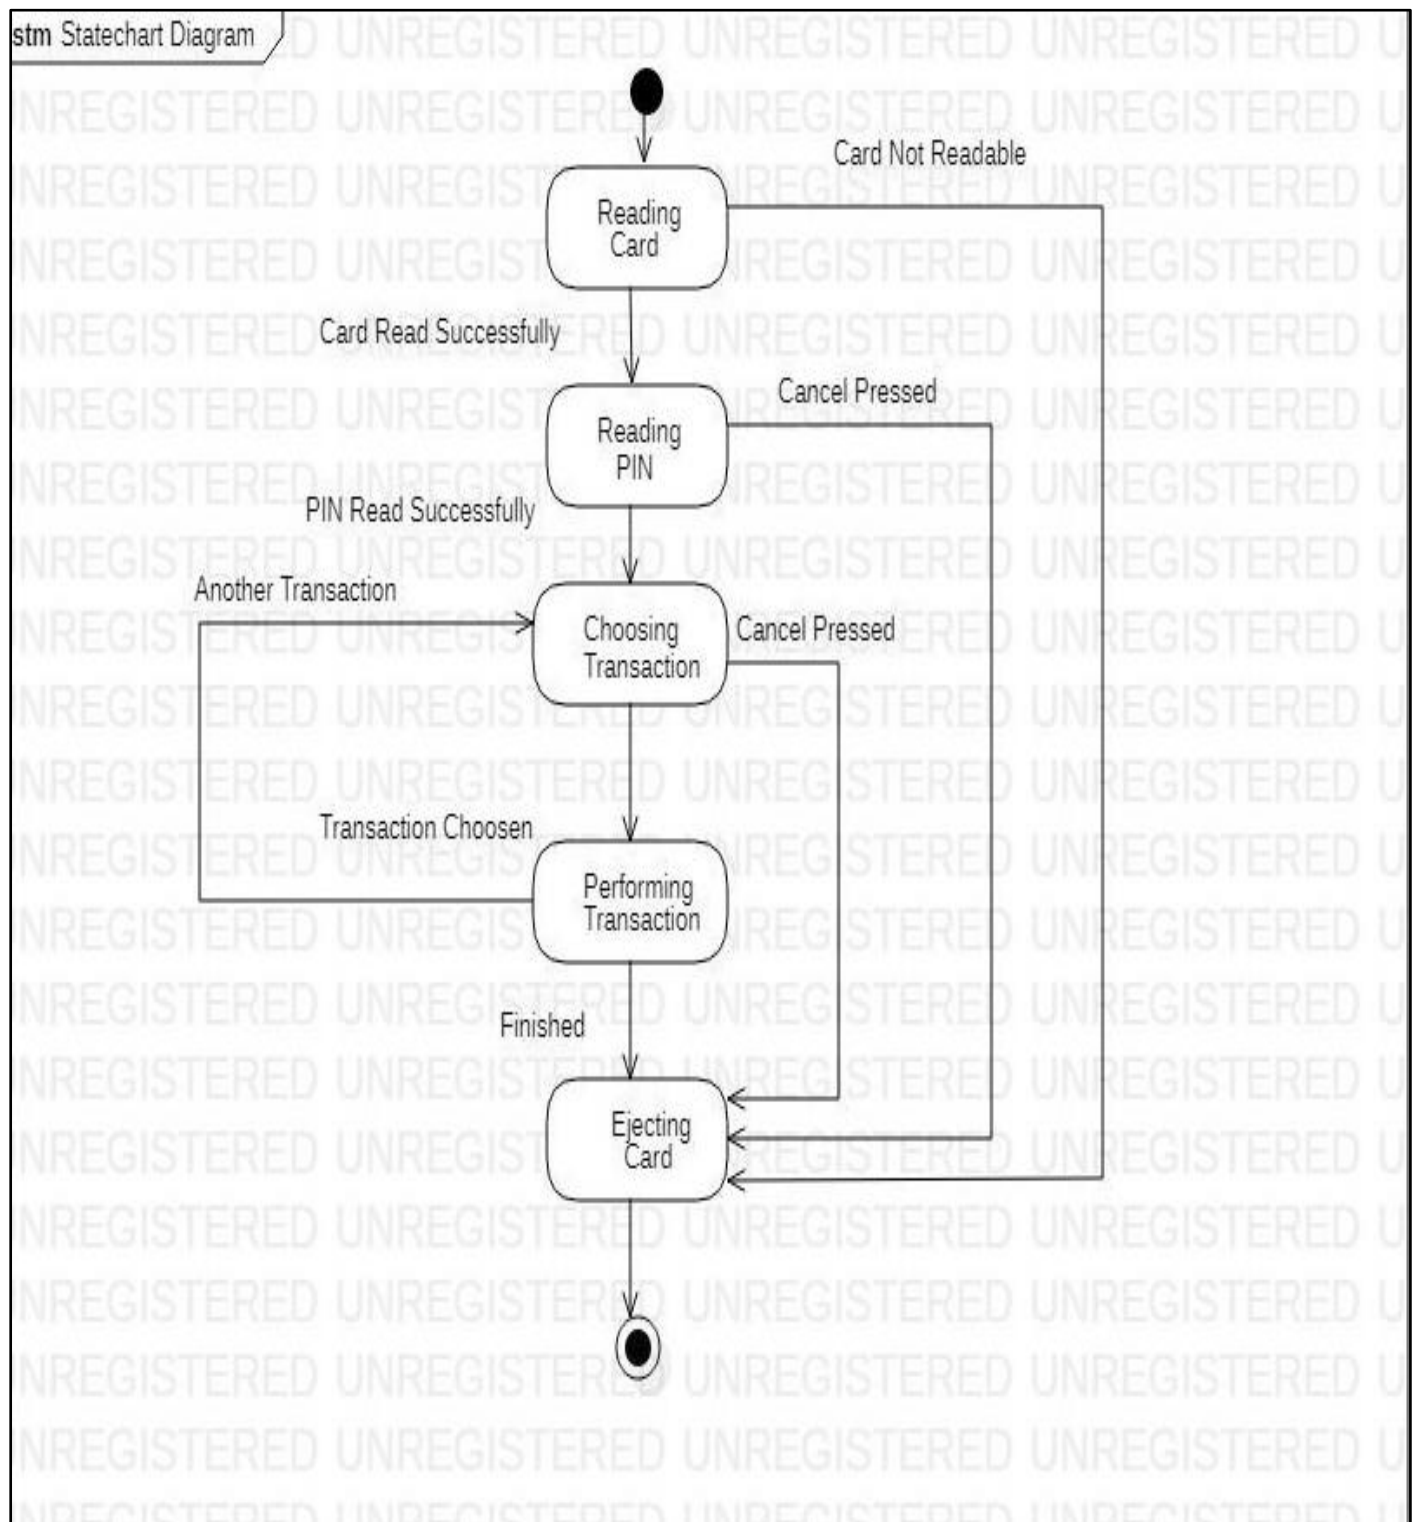 stm Statechart Diagram
Card Not Readable
Reading
Card
Card Read Successfully
Cancel Pressed
Reading
PIN
PIN Read Successfully
Another Transaction
Choosing
Transaction
Cancel Pressed
Transaction Choosen
Performing
Transaction
Finished
Ejecting
Card
UNREGISTERED